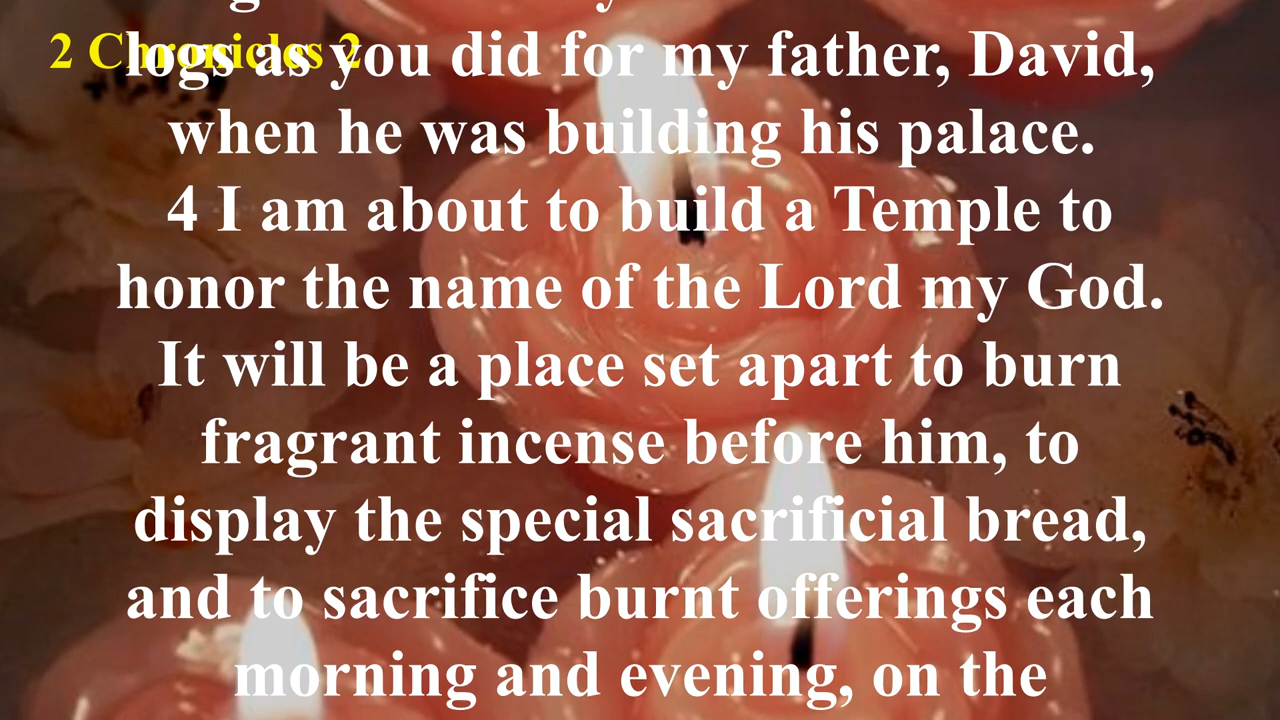 2 Chronicles 2
logs as you did for my father, David,
when he was building his palace.
4 I am about to build a Temple to
honor the name of the Lord my God.
It will be a place set apart to burn
fragrant incense before him, to
display the special sacrificial bread,
and to sacrifice burnt offerings each
morning and evening, on the